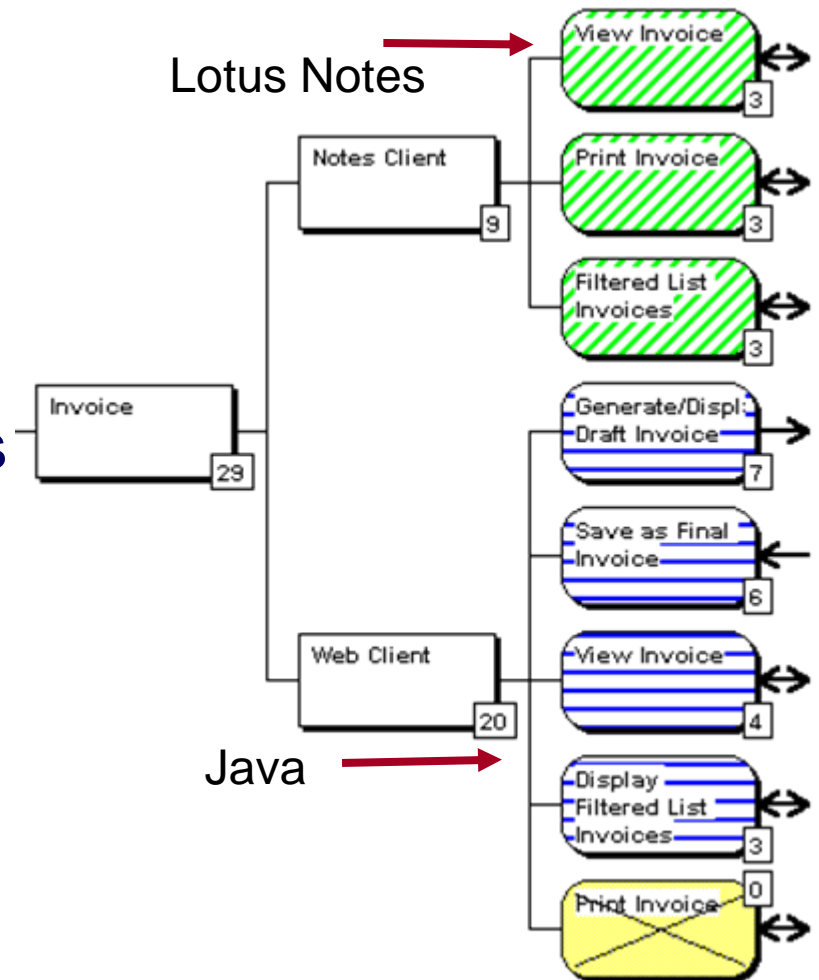 View Invoice
3
Lotus Notes
Notes Client
9
Print Invoice
3
Filtered List
Invoices
3
Invoice
29
s
Generate/Displ
Draft Invoice
7
Save as Final
Invoice
6
Web Client
20
View Invoice
4
Java
Display
Filtered List
Invoices
3
0
Print Invoice